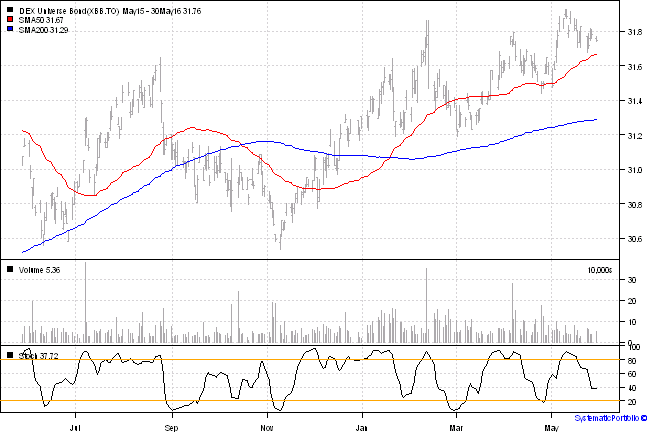 DEX Universe Bond(XBB.TO) May15 - 30May16 31.76
SMA50 31.67
SMA200 31.29
31.8
31.6
31.4
31.2
31.0
30.8
30.6
Volume 5.36
10,000s
30
20
10
0
Stoch 37.72
100
80
60
40
20
Jul
Sep
Nov
Jan
Mar
May
SystematicPortfolio ©